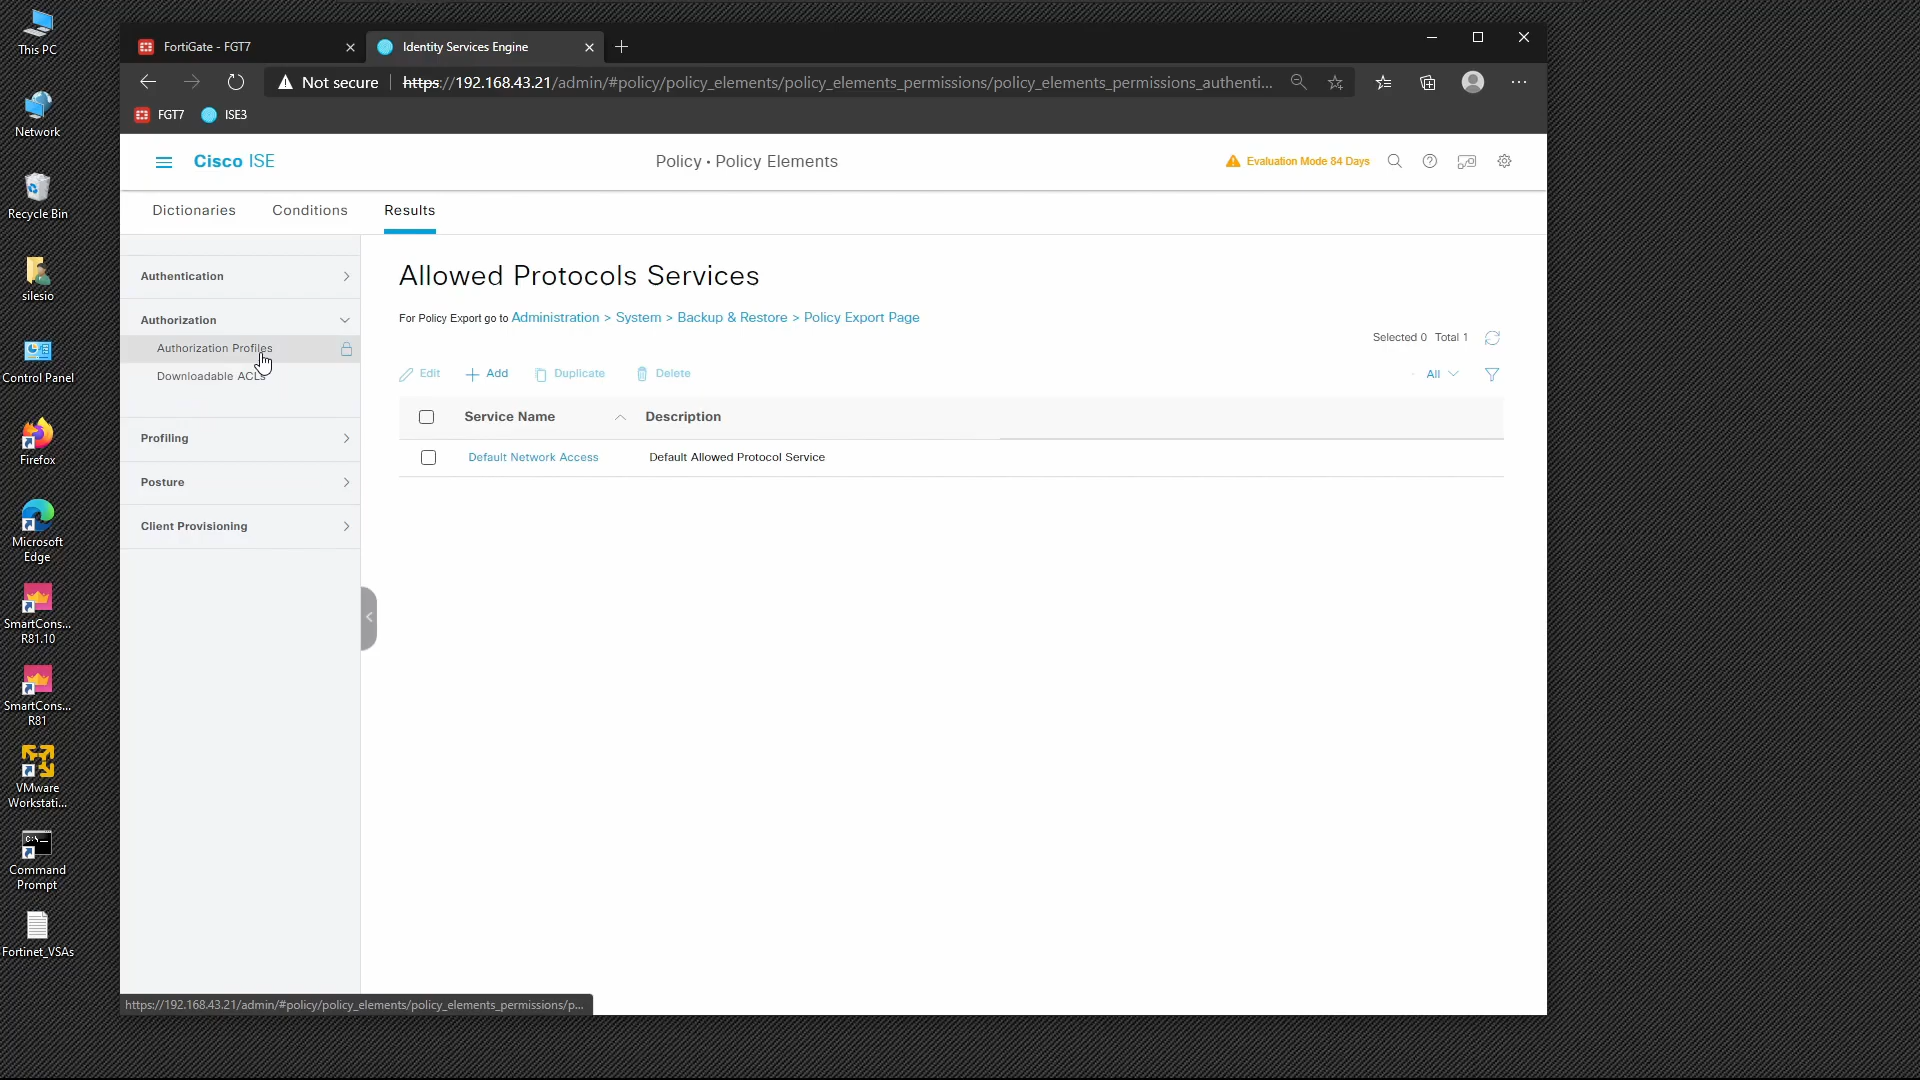 This PC
Network
Recycle Bin
silesio
Control Panel
Firefox
Microsoft
Edge
SmartCons...
R81.10
SmartCons...
R81
VMware
Workstati...
Command
Prompt
Fortinet_VSAs
FortiGate - FGT7
Identity Services Engine
Not secure
https://192.168.43.21/admin/#policy/policy_elements/policy_elements_permissions/policy_elements_permissions_authenti...
FGT7
ISE3
Cisco ISE
Policy · Policy Elements
Evaluation Mode 84 Days
Dictionaries
Conditions
Results
Authentication
Authorization
Authorization Profiles
Downloadable ACLs
Profiling
Posture
Client Provisioning
Allowed Protocols Services
For Policy Export go to Administration > System > Backup & Restore > Policy Export Page
Selected 0 Total 1
Edit
Add
Duplicate
Delete
All
Service Name
Description
Default Network Access
Default Allowed Protocol Service
https://192.168.43.21/admin/#policy/policy_elements/policy_elements_permissions/p...